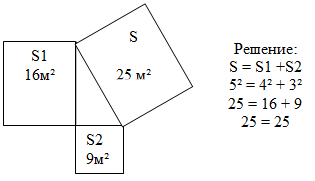 S1
16м²
S
25 м²
S2
9м²
Решение:
S = S1 +S2
5² = 4² + 3²
25 = 16 + 9
25 = 25